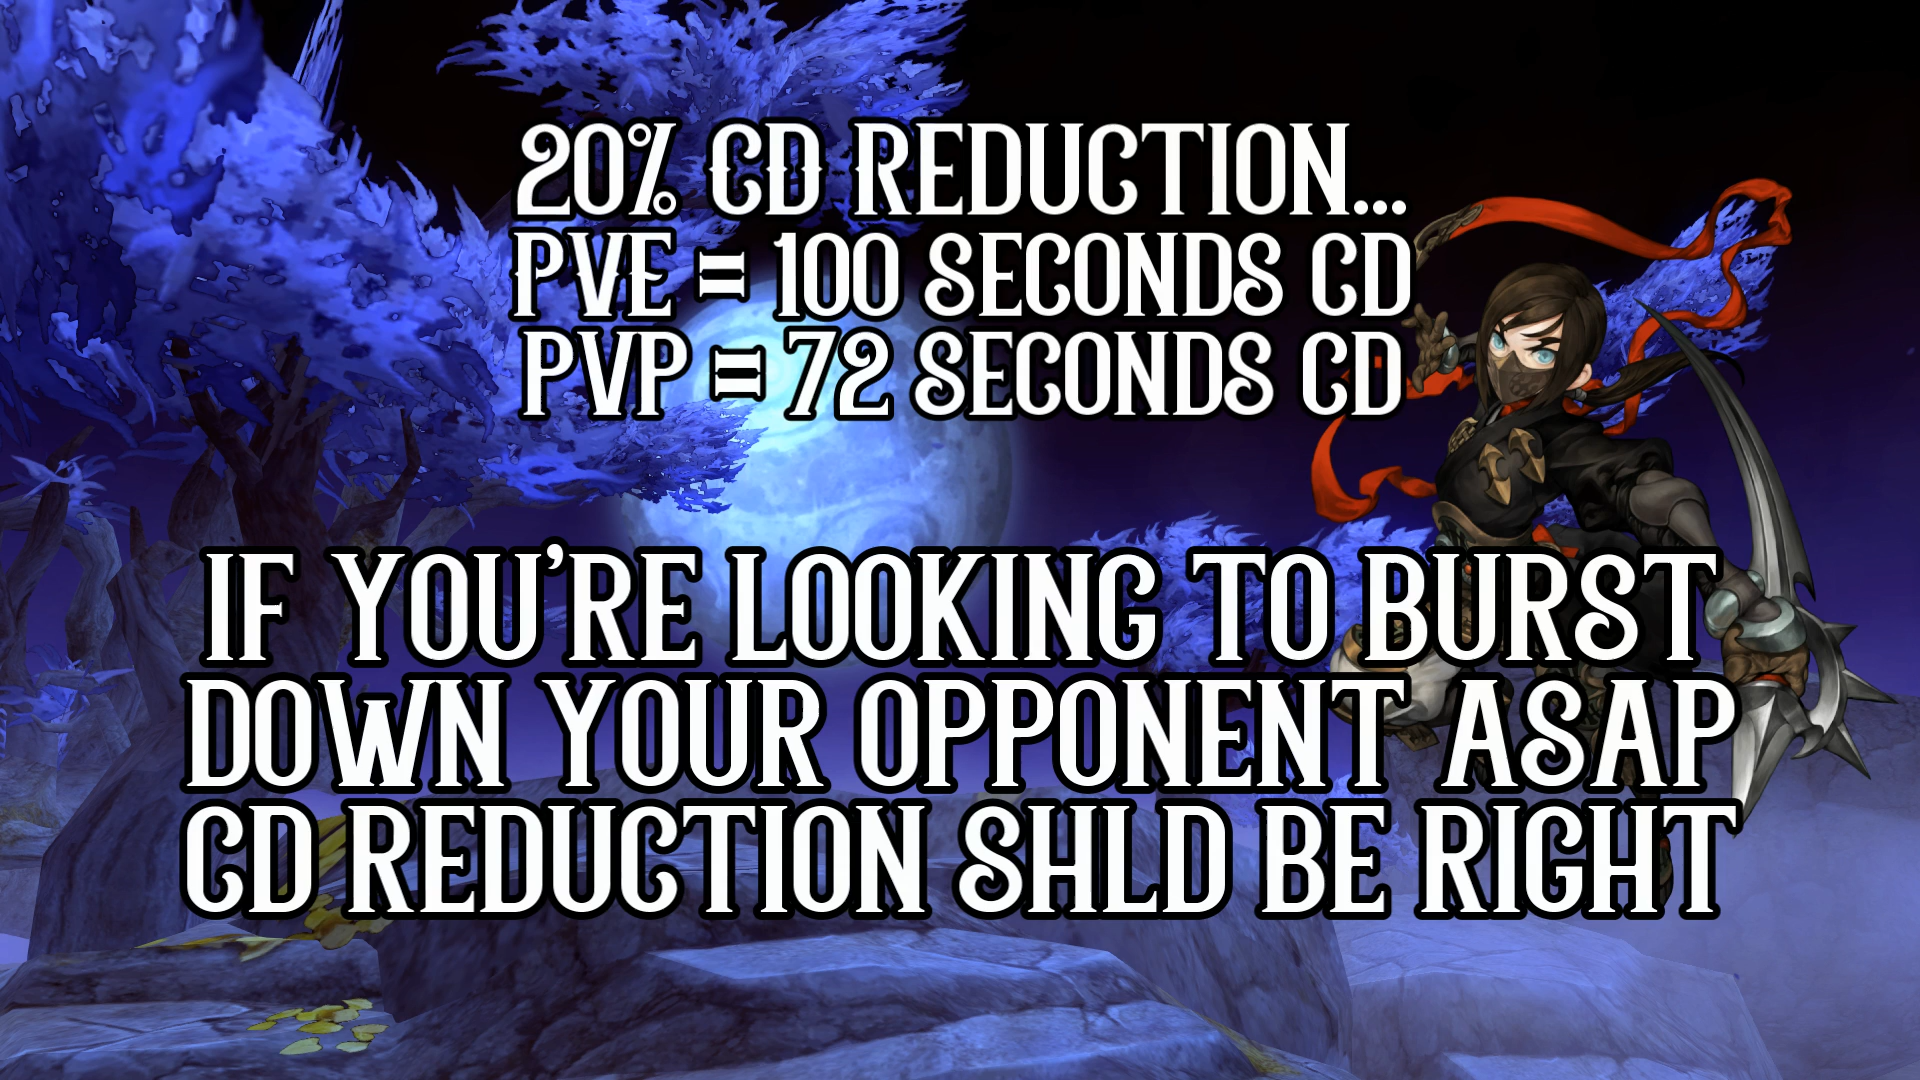 20% CD REDUCTION...
PVE = 100 SECONDS CD
PVP = 72 SECONDS CD
IF YOU'RE LOOKING TO BURST
DOWN YOUR OPPONENT ASAP
CD REDUCTION SHLD BE RIGHT